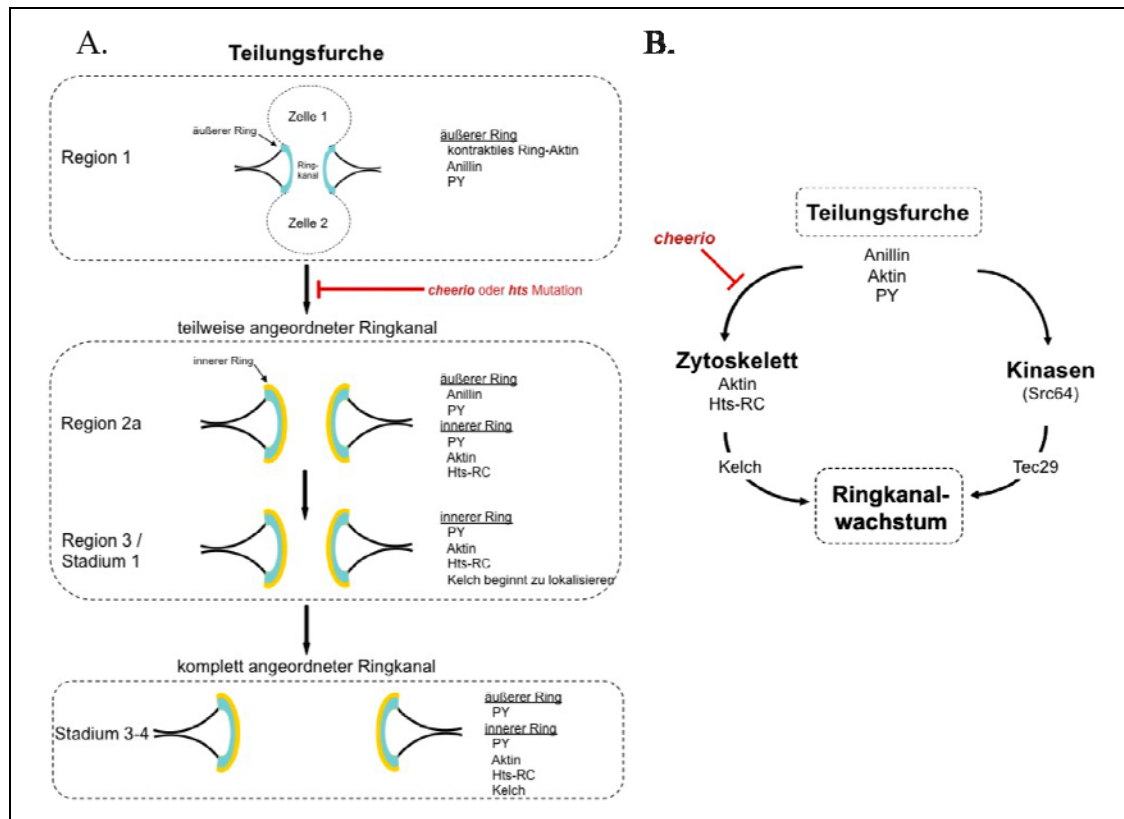 A.
Teilungsfurche
Region 1
Zelle 1
äußerer Ring
Ring-
kanal
Zelle 2
äußerer Ring
kontraktiles Ring-Aktin
Anillin
PY
cheerio oder hts Mutation
teilweise angeordneter Ringkanal
innerer Ring
Region 2a
äußerer Ring
Anillin
PY
innerer Ring
PY
Aktin
Hts-RC
Region 3 /
Stadium 1
innerer Ring
PY
Aktin
Hts-RC
Kelch beginnt zu lokalisieren
komplett angeordneter Ringkanal
Stadium 3-4
äußerer Ring
PY
innerer Ring
PY
Aktin
Hts-RC
Kelch
B.
Teilungsfurche
cheerio
Anillin
Aktin
PY
Zytoskelett
Aktin
Hts-RC
Kinasen
(Src64)
Kelch
Tec29
Ringkanal-
wachstum